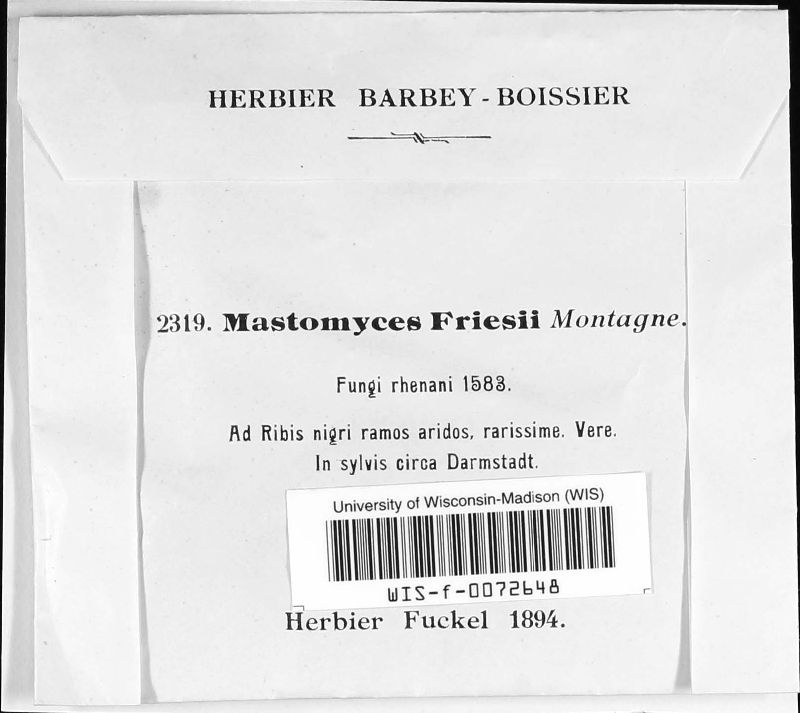 HERBIER BARBEY-BOISSIER
2319. Mastomyces Friesii Montagne.
Fungi rhenani 1583.
Ad Ribis nigri ramos aridos, rarissime. Vere.
In sylvis circa Darmstadt.
University of Wisconsin-Madison (WIS)
WIS-f-0072648
Herbier Fuckel 1894.